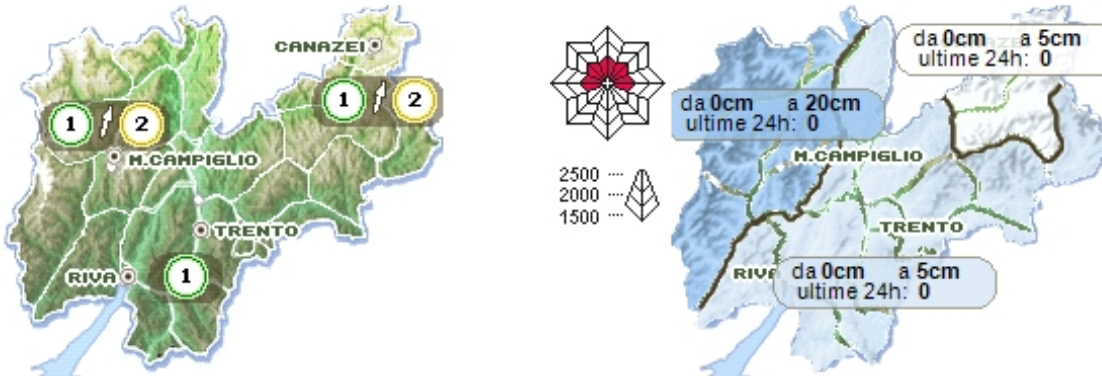 CANAZEI
1 2
1 2
M.CAMPIGLIO
TRENTO
RIVA
1
da 0cm a 5cm
ultime 24h: 0
da 0cm a 20cm
ultime 24h: 0
M.CAMPIGLIO
2500
2000
1500
TRENTO
RIVA
da 0cm a 5cm
ultime 24h: 0